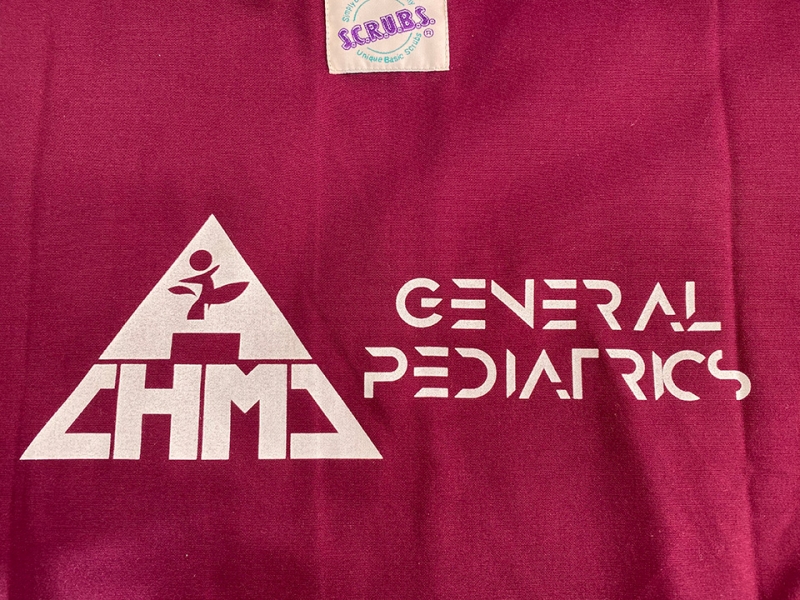 S.C.R.U.B.S.®
Unique Basic Scrubs
CHMC
GENERAL
PEDIATRICS